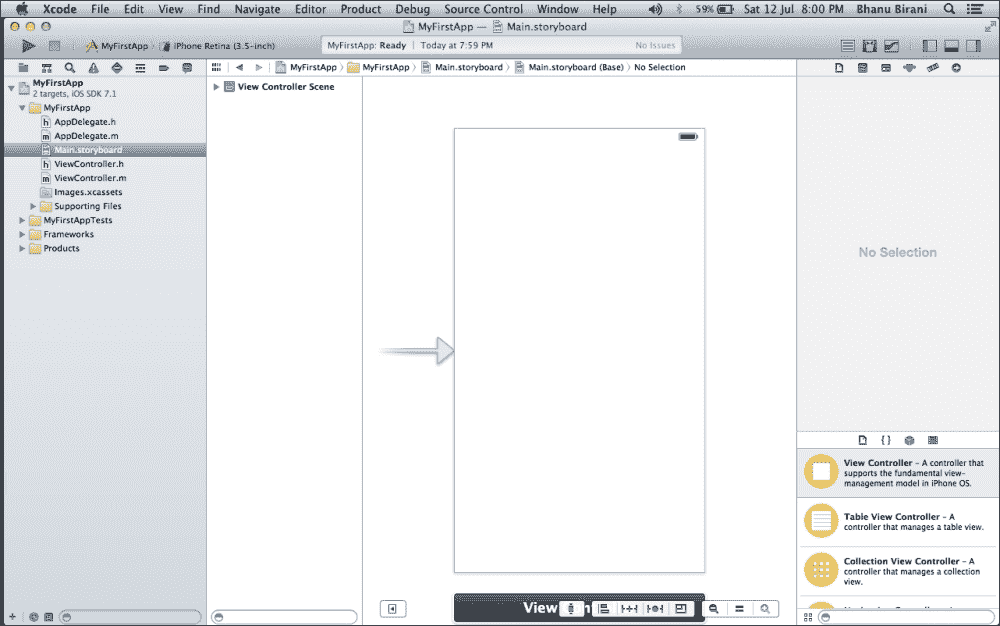 Xcode File Edit View Find Navigate Editor Product Debug Source Control Window Help 59% Sat 12 Jul 8:00 PM Bhanu Birani
MyFirstApp — Main.storyboard
MyFirstApp iPhone Retina (3.5-inch)
MyFirstApp: Ready Today at 7:59 PM No Issues
MyFirstApp MyFirstApp Main.storyboard Main.storyboard (Base) No Selection
MyFirstApp
2 targets, iOS SDK 7.1
MyFirstApp
h AppDelegate.h
m AppDelegate.m
Main.storyboard
h ViewController.h
m ViewController.m
Images.xcassets
Supporting Files
MyFirstAppTests
Frameworks
Products
View Controller Scene
View
No Selection
{ }
View Controller – A controller that
supports the fundamental view-
management model in iPhone OS.
Table View Controller – A
controller that manages a table view.
Collection View Controller – A
controller that manages a collection
view.